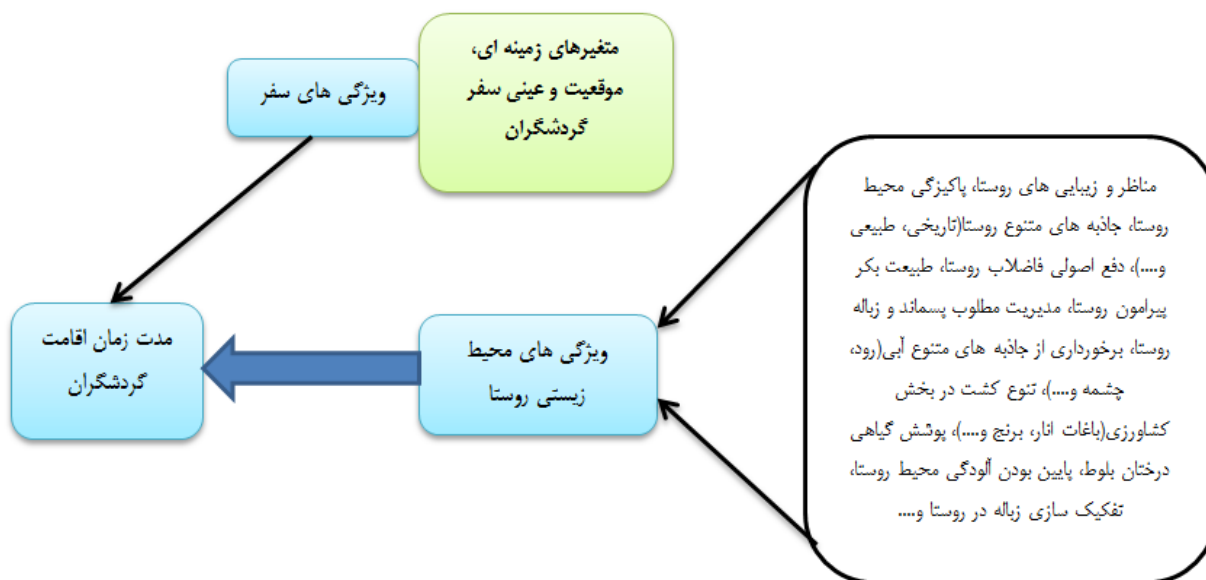 متغیرهای زمینه ای،
موقعیت و عینی سفر
گردشگران
ویژگی های سفر
مناظر و زیبایی های روستا، پاکیزگی محیط
روستا، جاذبه های متنوع روستا(تاریخی، طبیعی
و....)، دفع اصولی فاضلاب روستا، طبیعت بکر
پیرامون روستا، مدیریت مطلوب پسماند و زباله
روستا، برخورداری از جاذبه های متنوع آبی(رود،
چشمه و....)، تنوع کشت در بخش
کشاورزی(باغات انار، برنج و....)، پوشش گیاهی
درختان بلوط، پایین بودن آلودگی محیط روستا،
تفکیک سازی زباله در روستا و....
ویژگی های محیط
زیستی روستا
مدت زمان اقامت
گردشگران